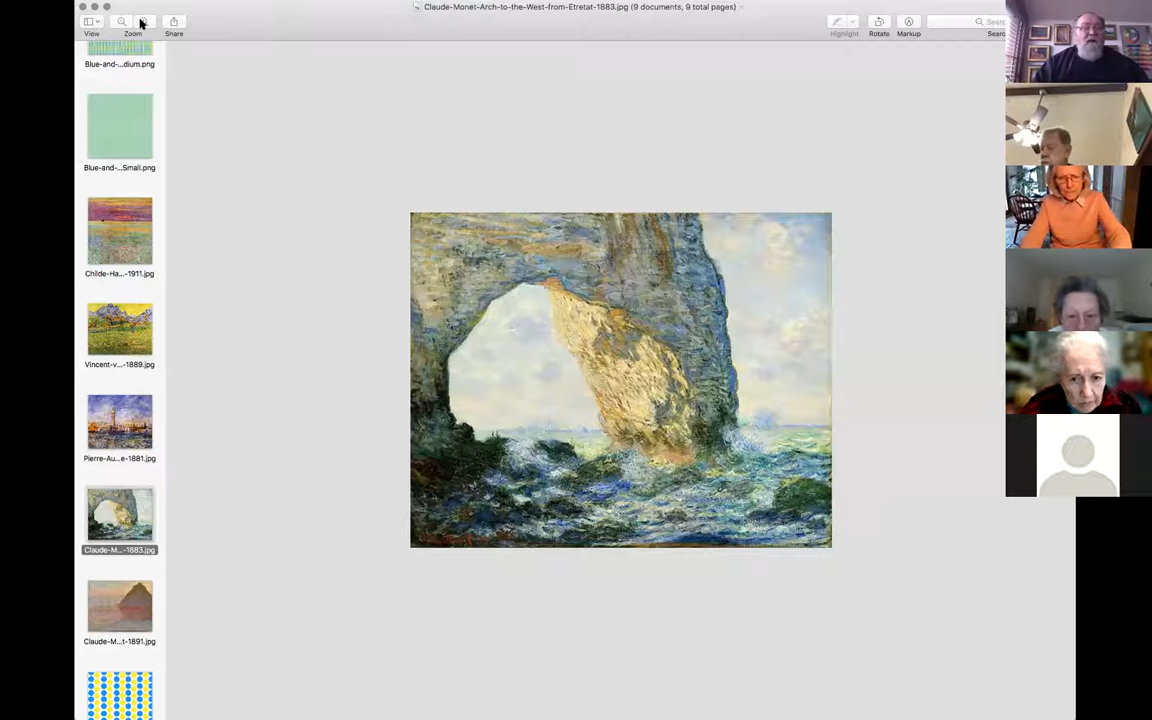 Claude-Monet-Arch-to-the-West-from-Etretat-1883.jpg (9 documents, 9 total pages)
View
Zoom
Share
Highlight
Rotate
Markup
Search
Blue-and-...dium.png
Blue-and-...Small.png
Childe-Ha...-1911.jpg
Vincent-v...-1889.jpg
Pierre-Au...e-1881.jpg
Claude-M...-1883.jpg
Claude-M...t-1891.jpg